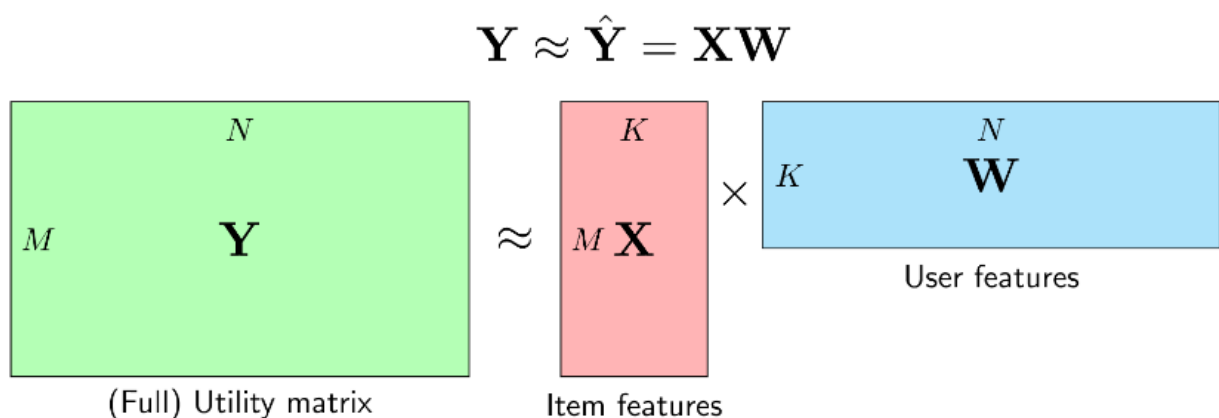 Y ≈ Ŷ = XW
N
K
N
K
W
M
Y
≈
M
X
×
User features
(Full) Utility matrix
Item features